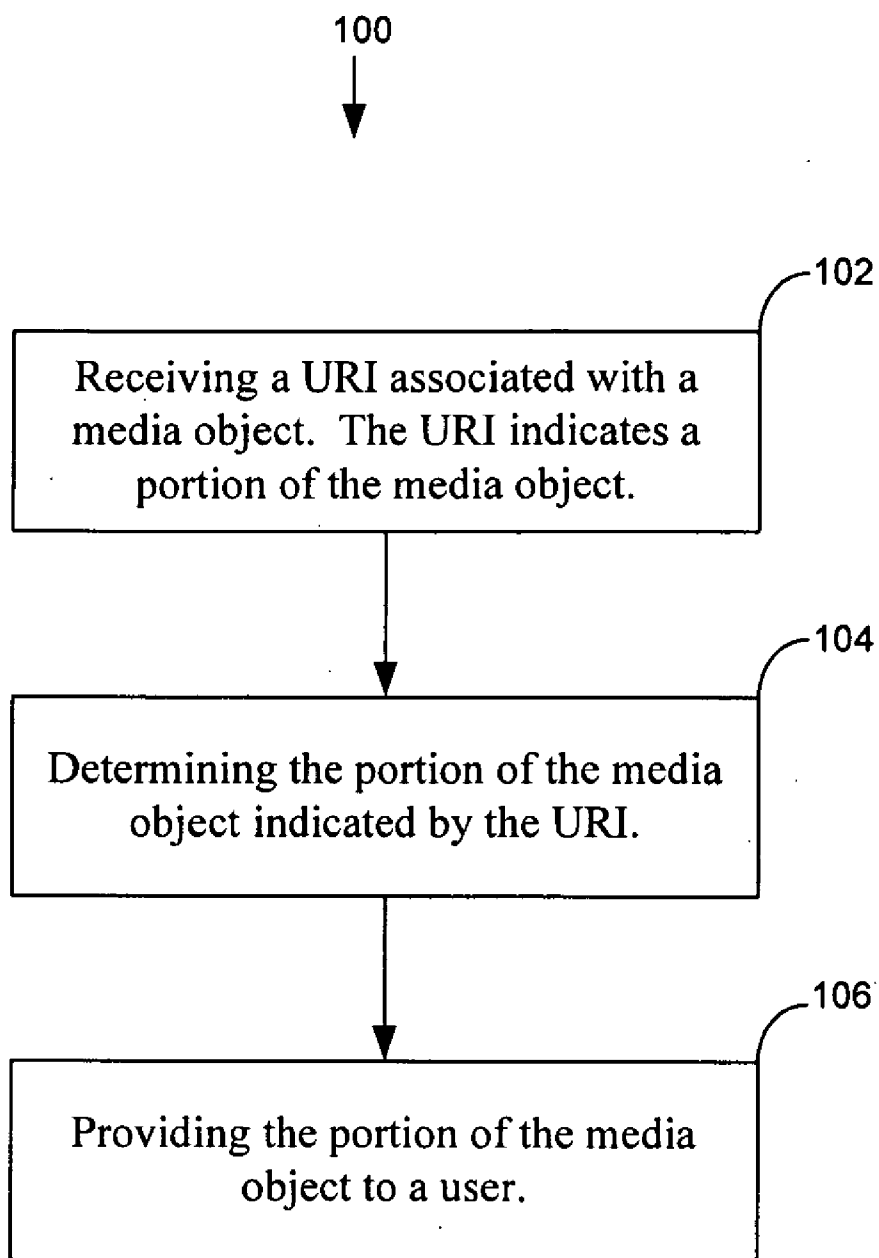 100
102
Receiving a URI associated with a
media object.  The URI indicates a
portion of the media object.
104
Determining the portion of the media
object indicated by the URI.
106
Providing the portion of the media
object to a user.